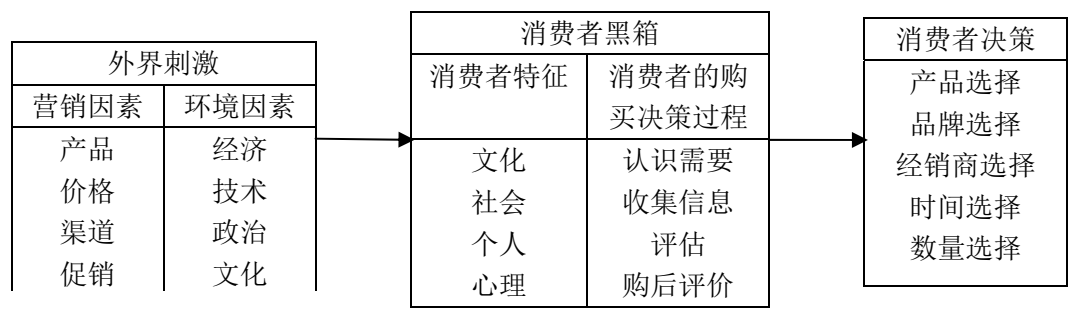 外界刺激
营销因素 环境因素
产品 经济
价格 技术
渠道 政治
促销 文化
消费者黑箱
消费者特征 消费者的购
买决策过程
文化 认识需要
社会 收集信息
个人 评估
心理 购后评价
消费者决策
产品选择
品牌选择
经销商选择
时间选择
数量选择